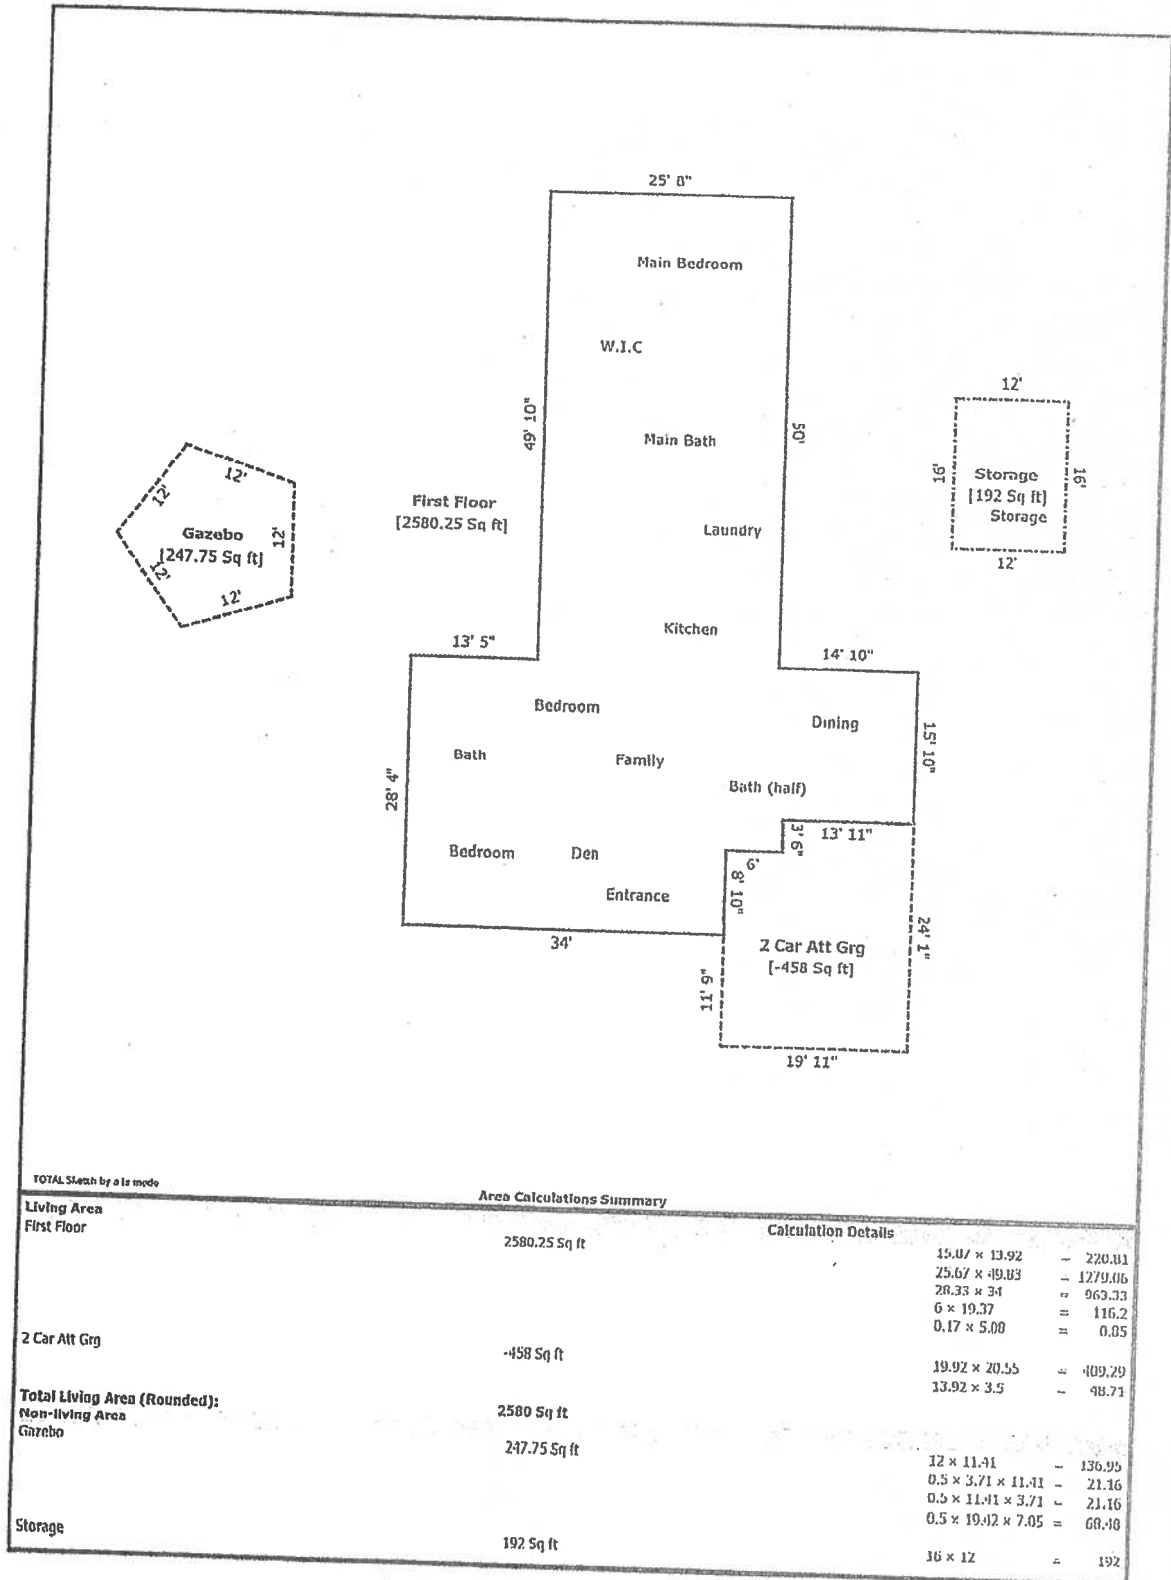 25' 8"
Main Bedroom
W.I.C
49' 10"
Main Bath
50'
Laundry
Kitchen
First Floor
[2580.25 Sq ft]
12'
12'
Gazebo
12'
[247.75 Sq ft]
12'
12'
12'
16'
Storage
16'
[192 Sq ft]
Storage
12'
13' 5"
14' 10"
Bedroom
Dining
15' 10"
Bath
Family
28' 4"
Bath (half)
3' 6"
13' 11"
Bedroom
Den
6'
8' 10"
Entrance
34'
2 Car Att Grg
[-458 Sq ft]
24' 1"
11' 9"
19' 11"
TOTAL Sketch by a la mode
Area Calculations Summary
Living Area
Calculation Details
First Floor
2580.25 Sq ft
15.87 × 13.92 = 220.81
25.67 × 49.83 = 1279.06
28.33 × 34 = 963.33
6 × 19.37 = 116.2
0.17 × 5.08 = 0.85
2 Car Att Grg
-458 Sq ft
19.92 × 20.55 = 409.29
13.92 × 3.5 = 48.71
Total Living Area (Rounded):
2580 Sq ft
Non-living Area
Gazebo
247.75 Sq ft
12 × 11.41 = 136.95
0.5 × 3.71 × 11.41 = 21.16
0.5 × 11.41 × 3.71 = 21.16
0.5 × 19.42 × 7.05 = 68.48
Storage
192 Sq ft
16 × 12 = 192